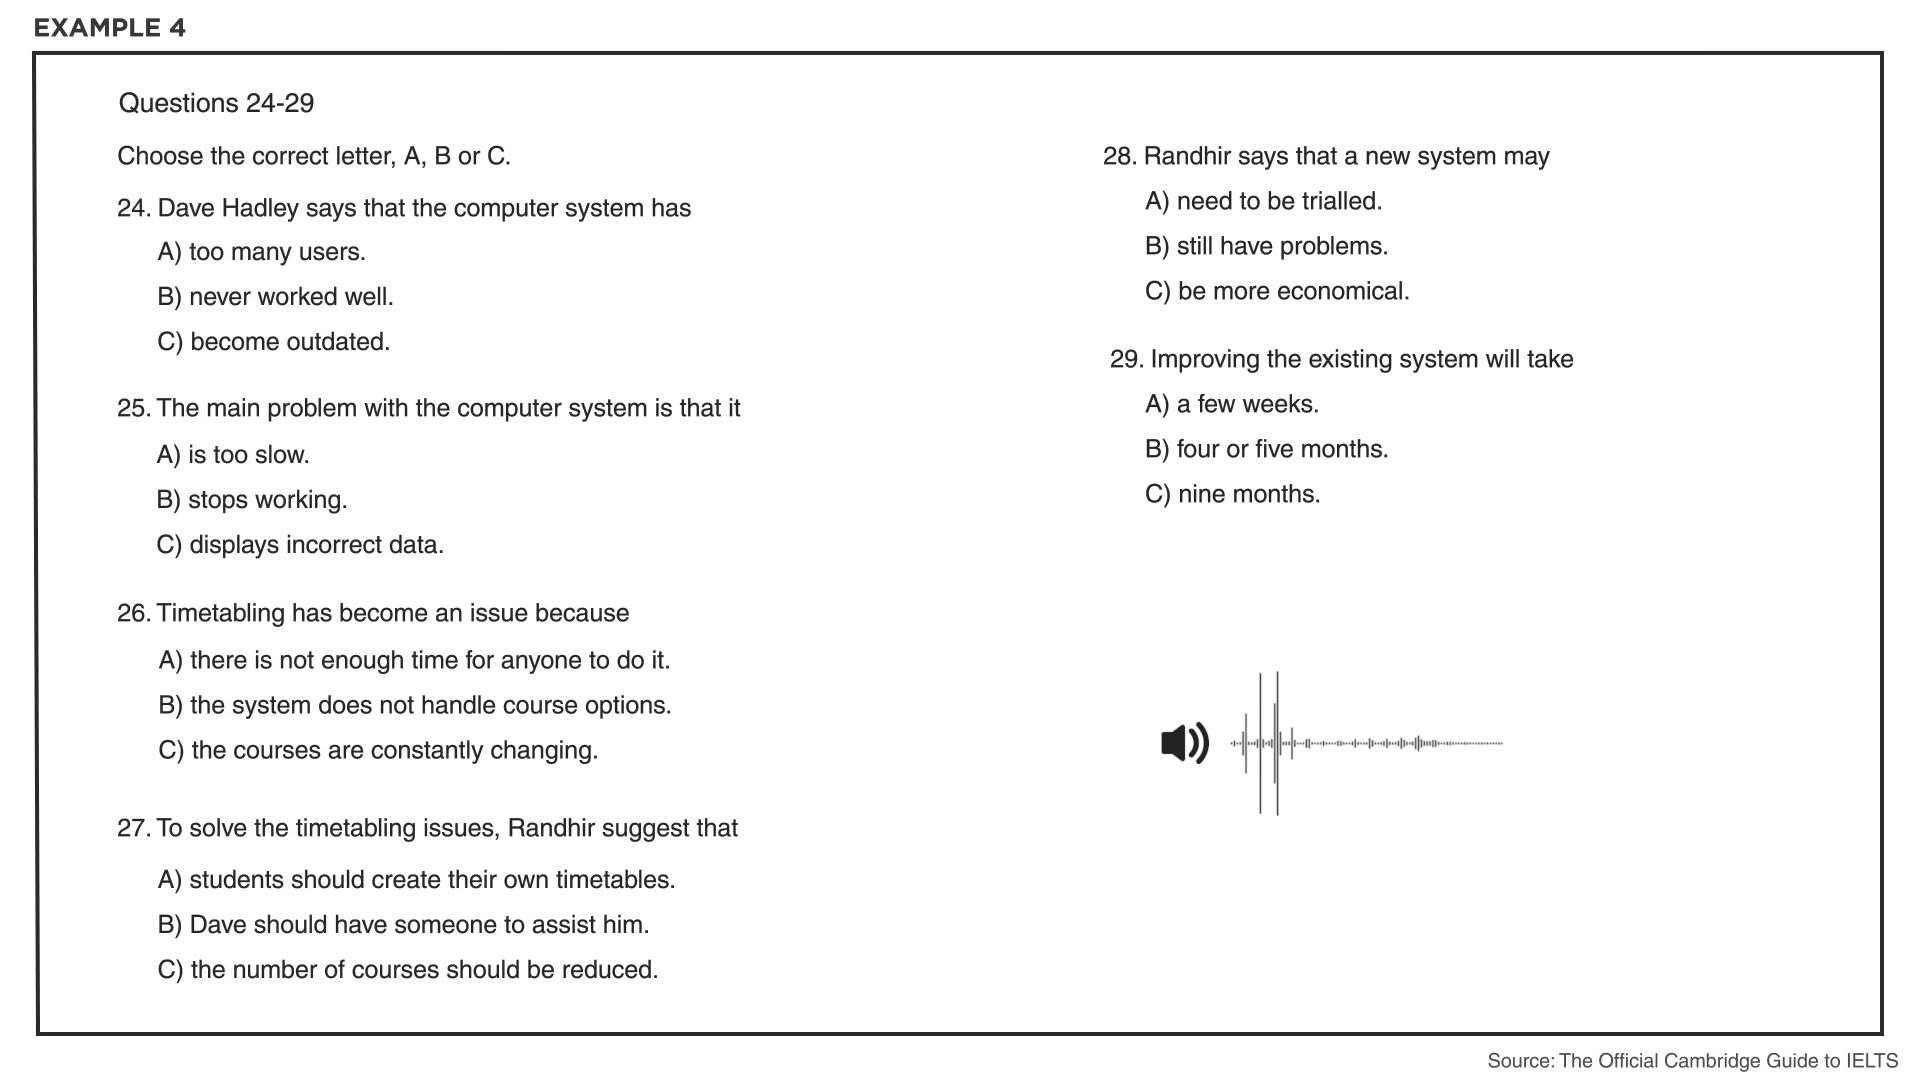 EXAMPLE 4
Questions 24-29
Choose the correct letter, A, B or C.
24. Dave Hadley says that the computer system has
A) too many users.
B) never worked well.
C) become outdated.
25. The main problem with the computer system is that it
A) is too slow.
B) stops working.
C) displays incorrect data.
26. Timetabling has become an issue because
A) there is not enough time for anyone to do it.
B) the system does not handle course options.
C) the courses are constantly changing.
27. To solve the timetabling issues, Randhir suggest that
A) students should create their own timetables.
B) Dave should have someone to assist him.
C) the number of courses should be reduced.
28. Randhir says that a new system may
A) need to be trialled.
B) still have problems.
C) be more economical.
29. Improving the existing system will take
A) a few weeks.
B) four or five months.
C) nine months.
Source: The Official Cambridge Guide to IELTS